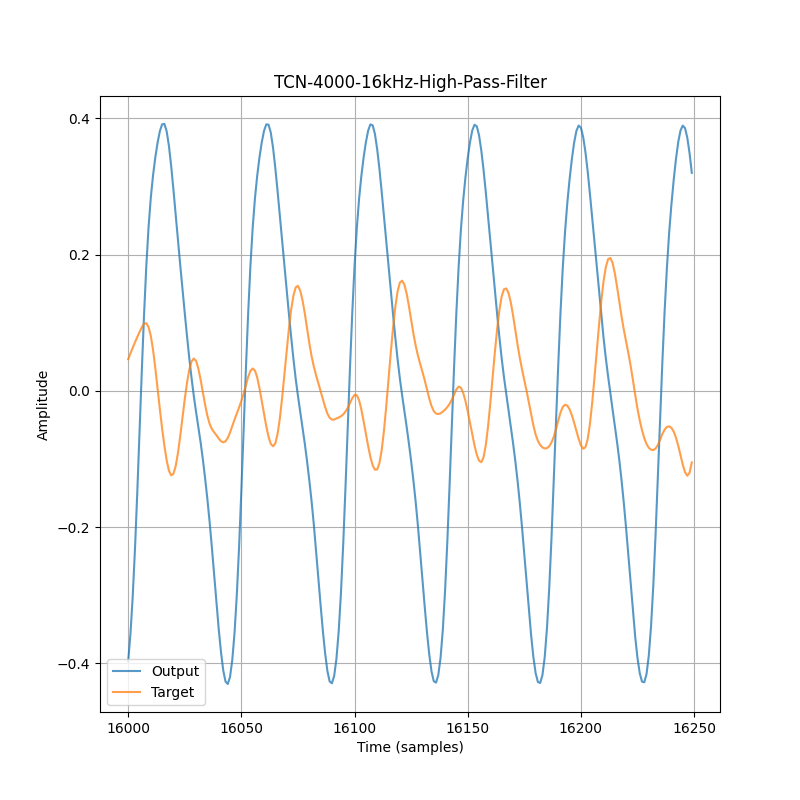 TCN-4000-16kHz-High-Pass-Filter
Amplitude
0.4
0.2
0.0
−0.2
−0.4
Output
Target
16000 16050 16100 16150 16200 16250
Time (samples)